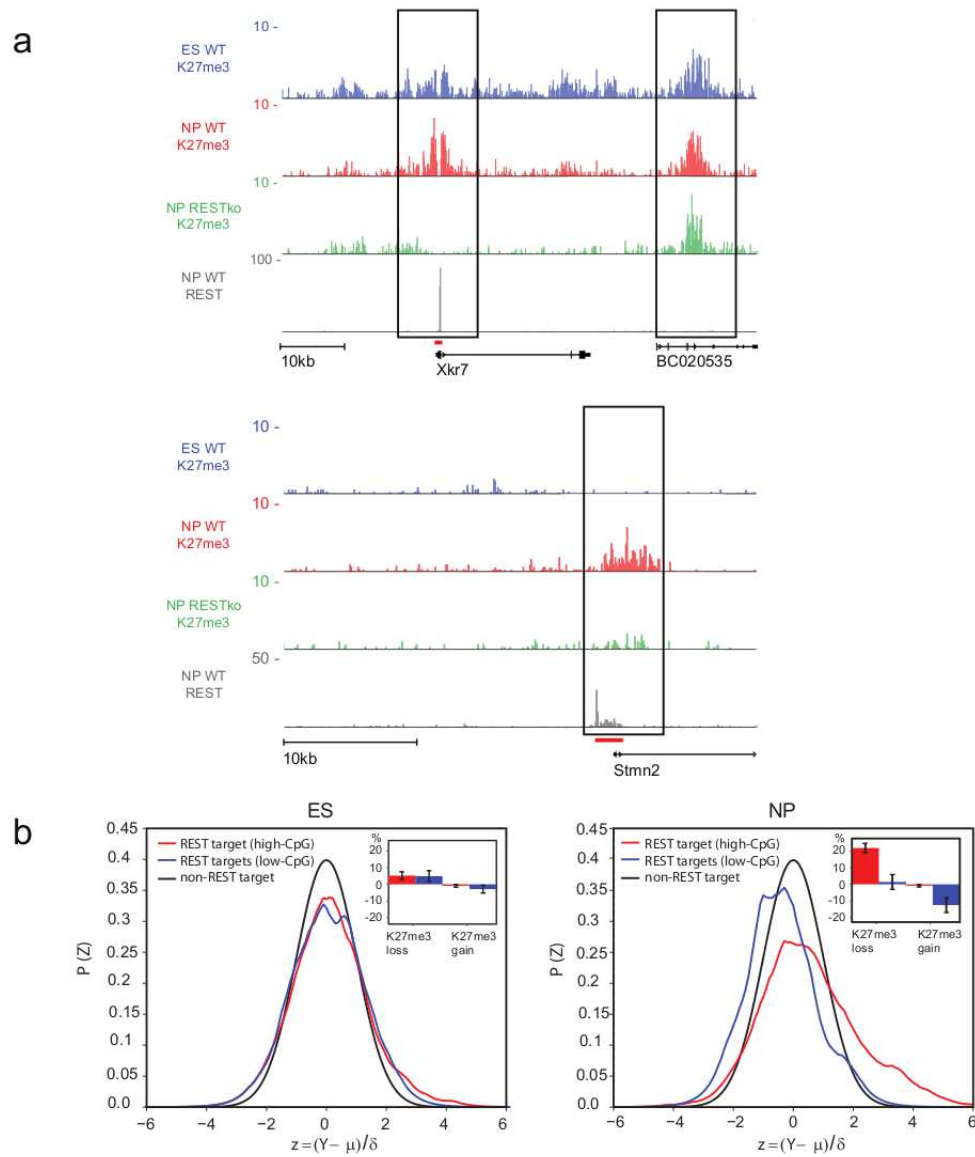 a
10 -
ES WT
K27me3
10 -
NP WT
K27me3
10 -
NP RESTko
K27me3
100 -
NP WT
REST
10kb
Xkr7
BC020535
10 -
ES WT
K27me3
10 -
NP WT
K27me3
10 -
NP RESTko
K27me3
50 -
NP WT
REST
10kb
Stmn2
b
ES
0.45
0.4
0.35
0.3
0.25
0.2
0.15
0.1
0.05
0.0
P (Z)
REST target (high-CpG)
REST targets (low-CpG)
non-REST target
%
20
10
0
-10
-20
K27me3
loss
K27me3
gain
−6
−4
−2
0
2
4
6
z=(Y− μ)/δ
NP
0.45
0.4
0.35
0.3
0.25
0.2
0.15
0.1
0.05
0.0
P (Z)
REST target (high-CpG)
REST targets (low-CpG)
non-REST target
%
20
10
0
-10
-20
K27me3
loss
K27me3
gain
−6
−4
−2
0
2
4
6
z=(Y− μ)/δ